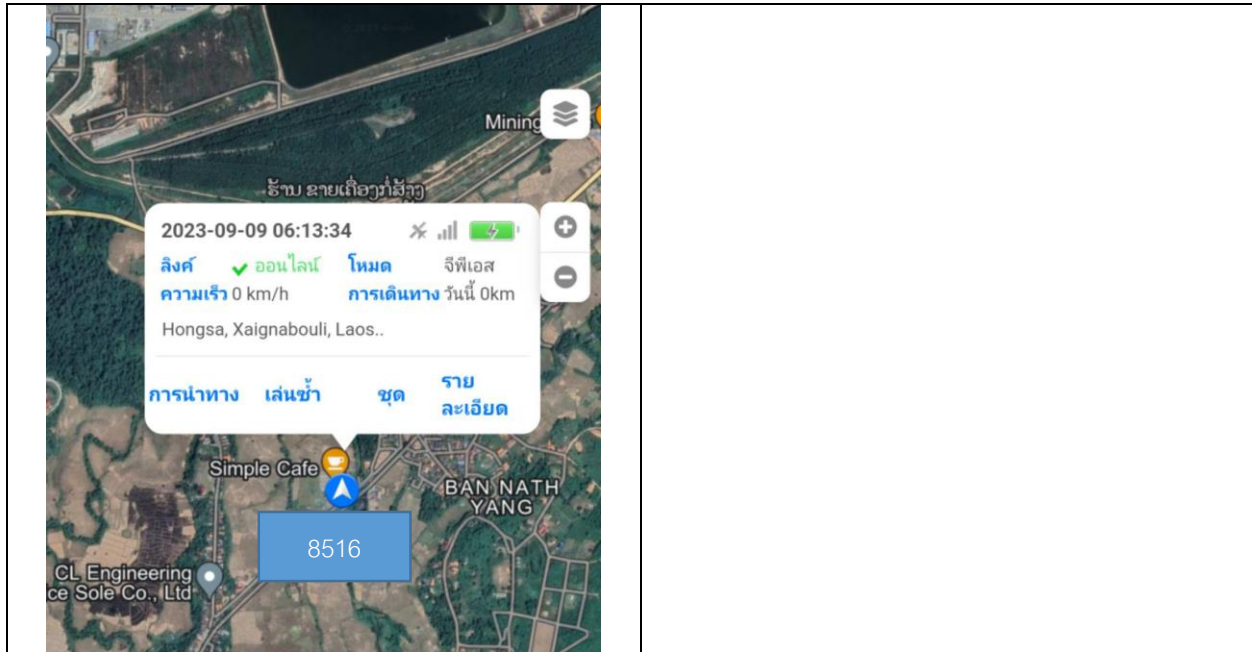 Mining
ຮ້ານ ຂາຍເຄື່ອງກໍ່ສ້າງ
2023-09-09 06:13:34
ลิงค์ ออนไลน์ โหมด จีพีเอส
ความเร็ว 0 km/h การเดินทาง วันนี้ 0km
Hongsa, Xaignabouli, Laos..
การนำทาง เล่นซ้ำ ชุด ราย
ละเอียด
Simple Cafe
BAN NATH
YANG
8516
CL Engineering
ice Sole Co., Ltd